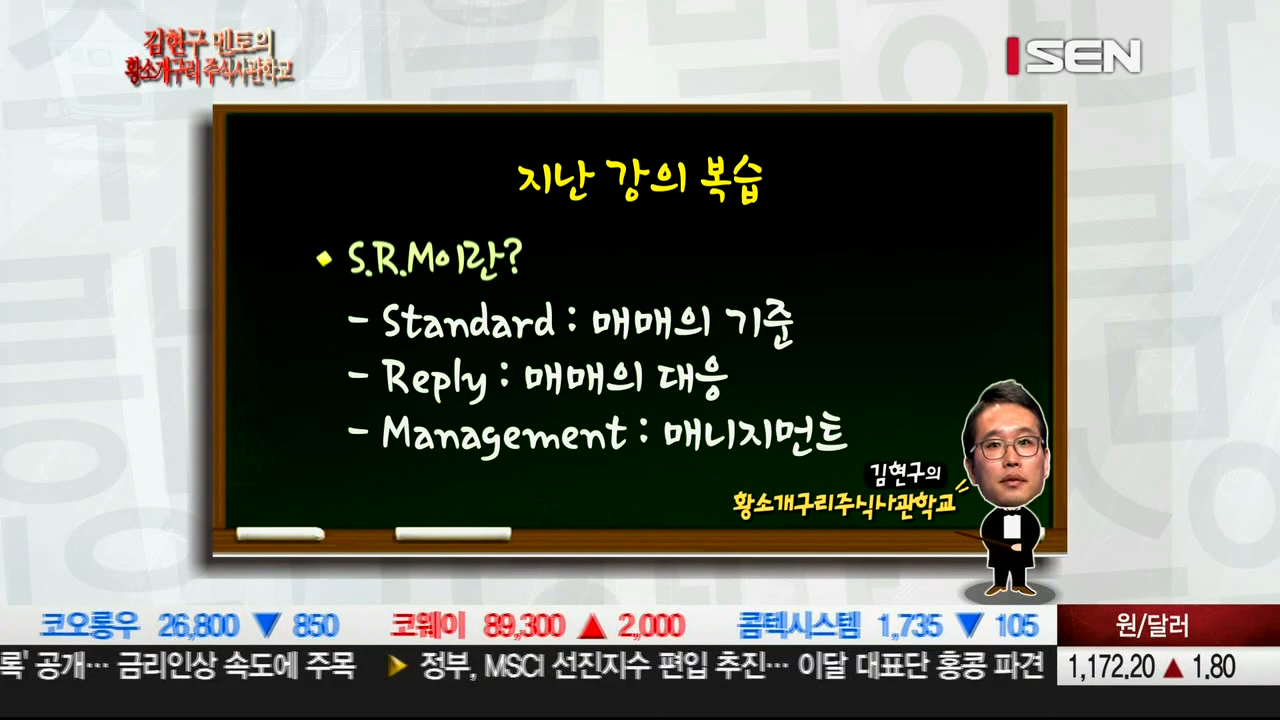 김현구 멘토의
황소개구리 주식사관학교
SEN
지난 강의 복습
◆ S.R.M이란?
- Standard : 매매의 기준
- Reply : 매매의 대응
- Management : 매니지먼트
김현구의
황소개구리주식사관학교
코오롱우 26,800 ▼ 850 코웨이 89,300 ▲ 2,000 콤텍시스템 1,735 ▼ 105 원/달러
록' 공개… 금리인상 속도에 주목 ▶ 정부, MSCI 선진지수 편입 추진… 이달 대표단 홍콩 파견 1,172.20 ▲ 1.80